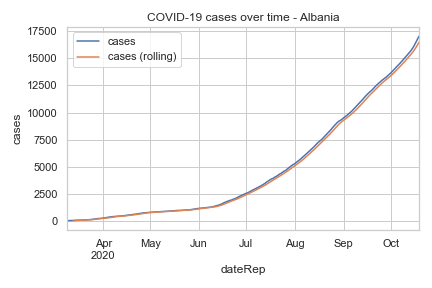 COVID-19 cases over time - Albania
cases
cases (rolling)
17500
15000
12500
10000
7500
5000
2500
0
cases
Apr
2020
May
Jun
Jul
Aug
Sep
Oct
dateRep